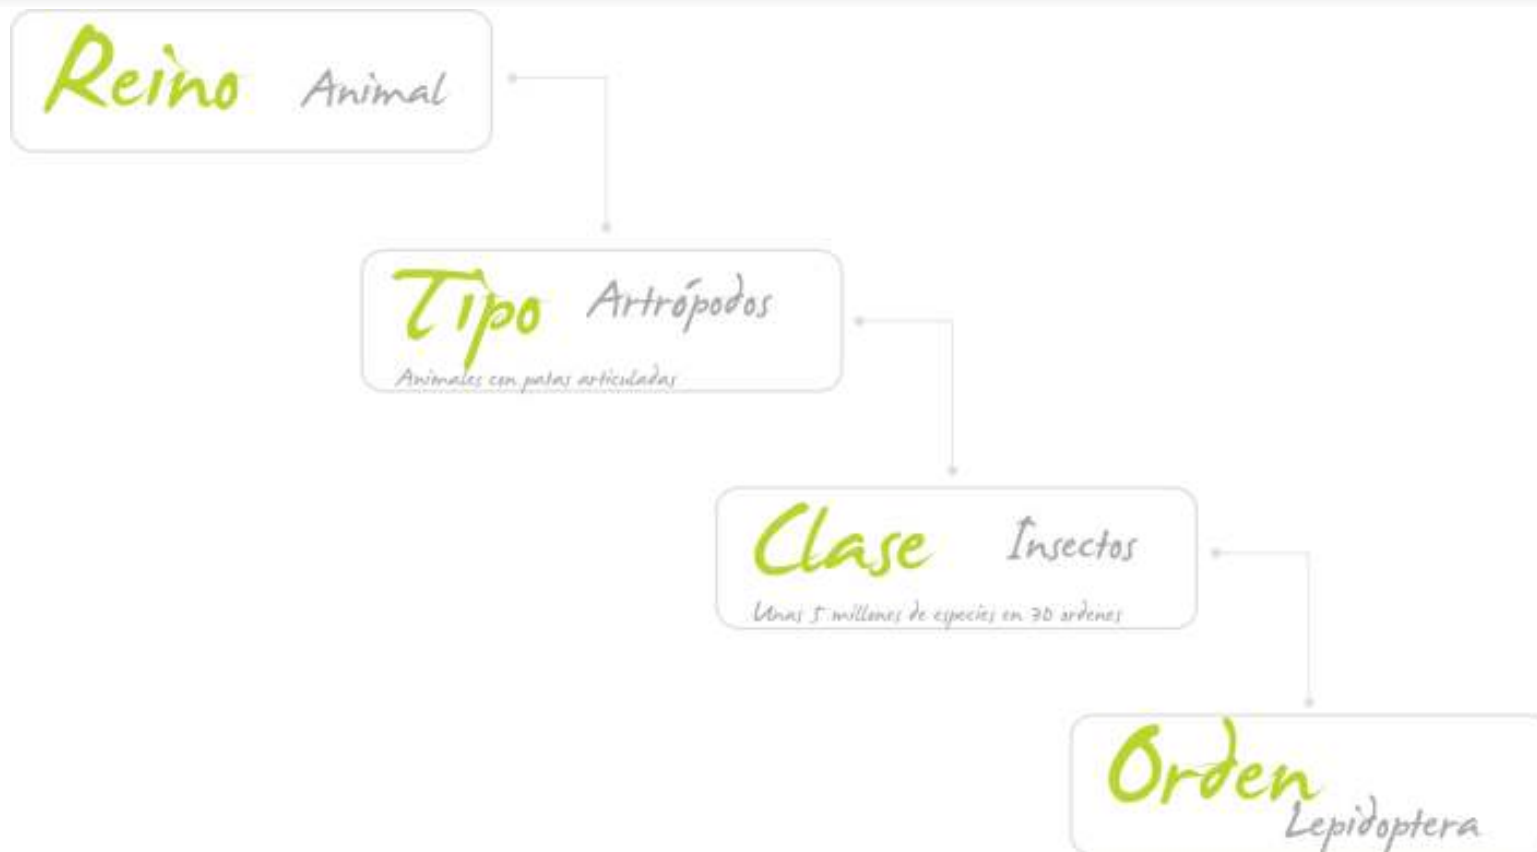 Reino Animal
Tipo Artrópodos
Animales con patas articuladas
Clase Insectos
Unas 5 millones de especies en 30 ordenes
Orden
Lepidoptera